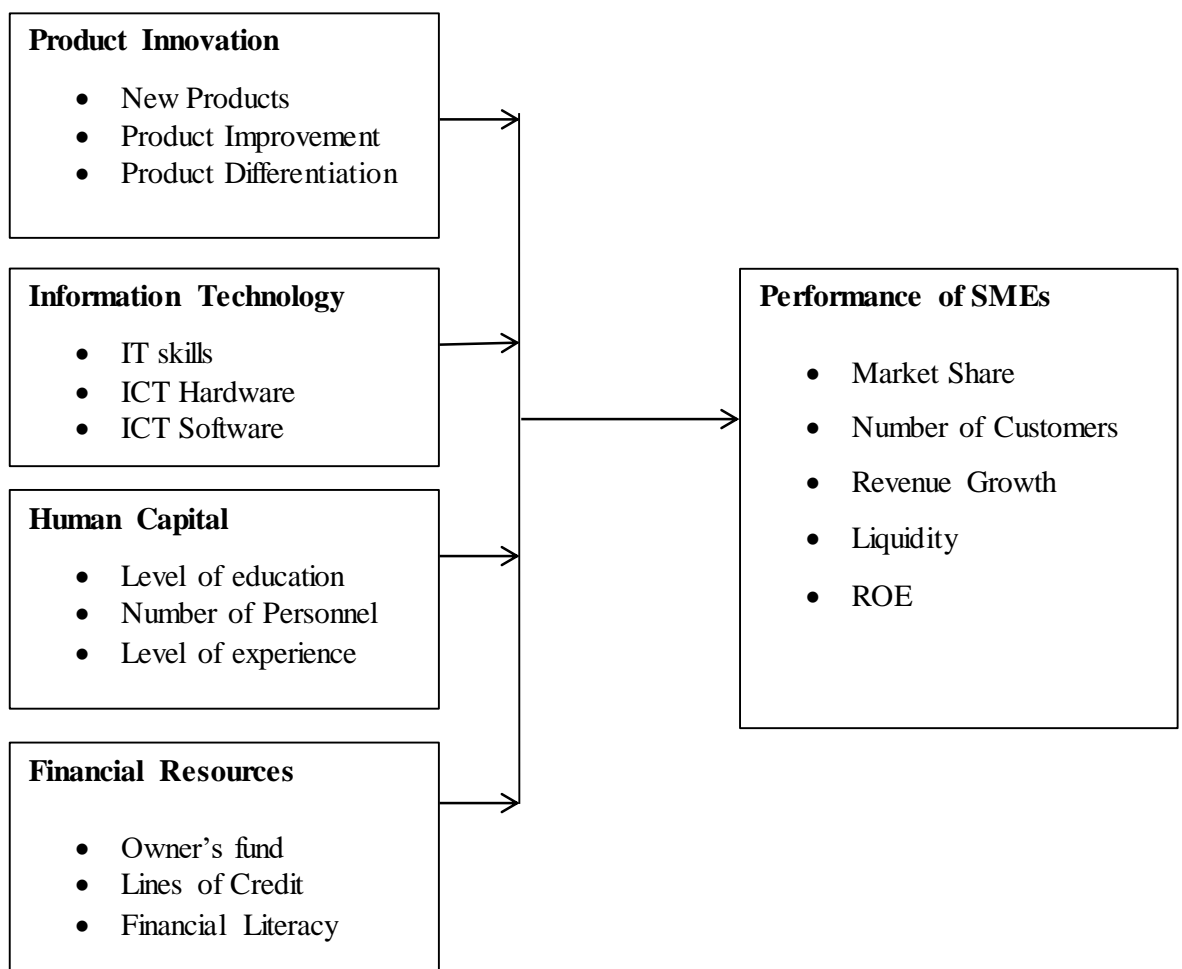 Product Innovation
• New Products
• Product Improvement
• Product Differentiation
Information Technology
• IT skills
• ICT Hardware
• ICT Software
Human Capital
• Level of education
• Number of Personnel
• Level of experience
Financial Resources
• Owner’s fund
• Lines of Credit
• Financial Literacy
Performance of SMEs
• Market Share
• Number of Customers
• Revenue Growth
• Liquidity
• ROE